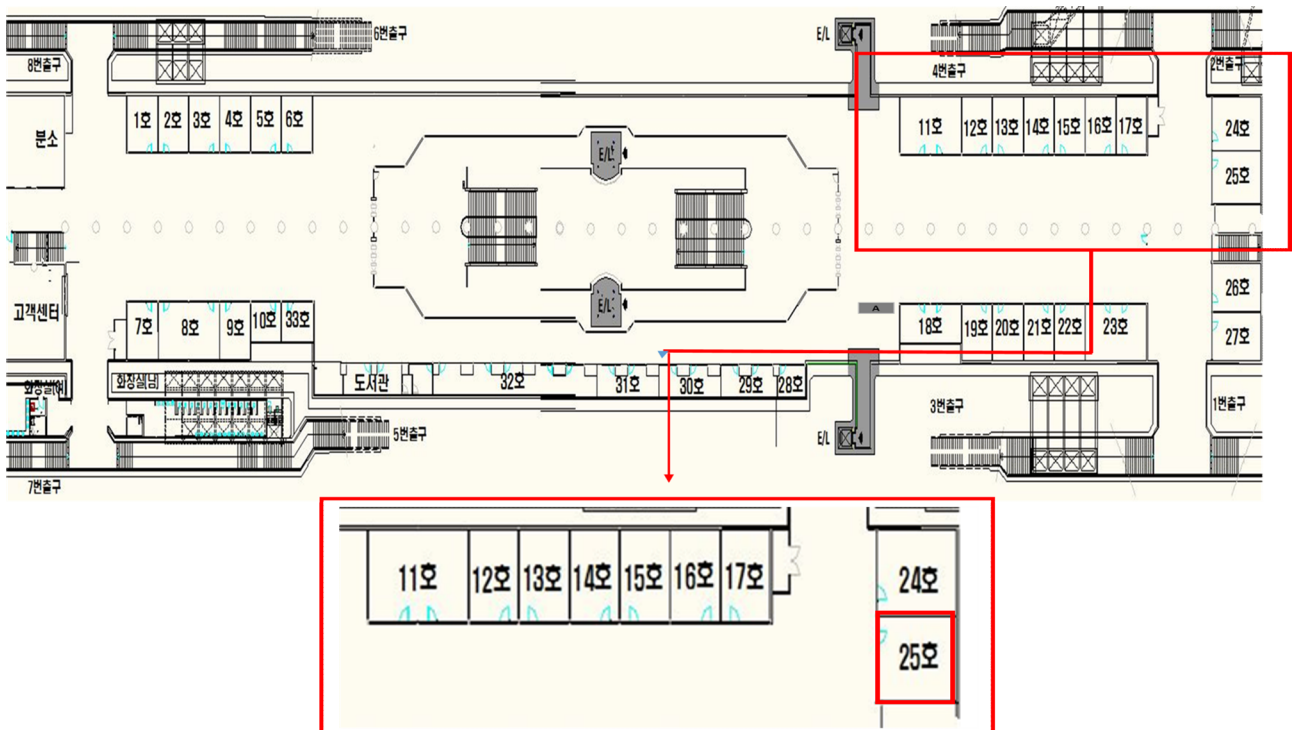 6번출구
E/L
8번출구
4번출구
2번출구
1호 2호 3호 4호 5호 6호
11호 12호 13호 14호 15호 16호 17호
24호
분소
E/L
25호
고객센터
E/L
26호
7호 8호 9호 10호 33호
A
18호 19호 20호 21호 22호 23호
27호
화장실(여)
화장실(남)
도서관
32호 31호 30호 29호 28호
3번출구
1번출구
5번출구
E/L
7번출구
11호 12호 13호 14호 15호 16호 17호
24호
25호